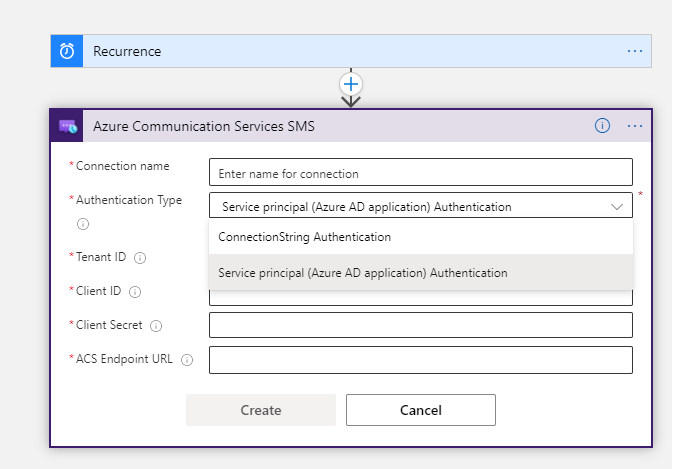 Recurrence
Azure Communication Services SMS
* Connection name
Enter name for connection
* Authentication Type
Service principal (Azure AD application) Authentication
*
ConnectionString Authentication
* Tenant ID
Service principal (Azure AD application) Authentication
* Client ID
* Client Secret
* ACS Endpoint URL
Create
Cancel